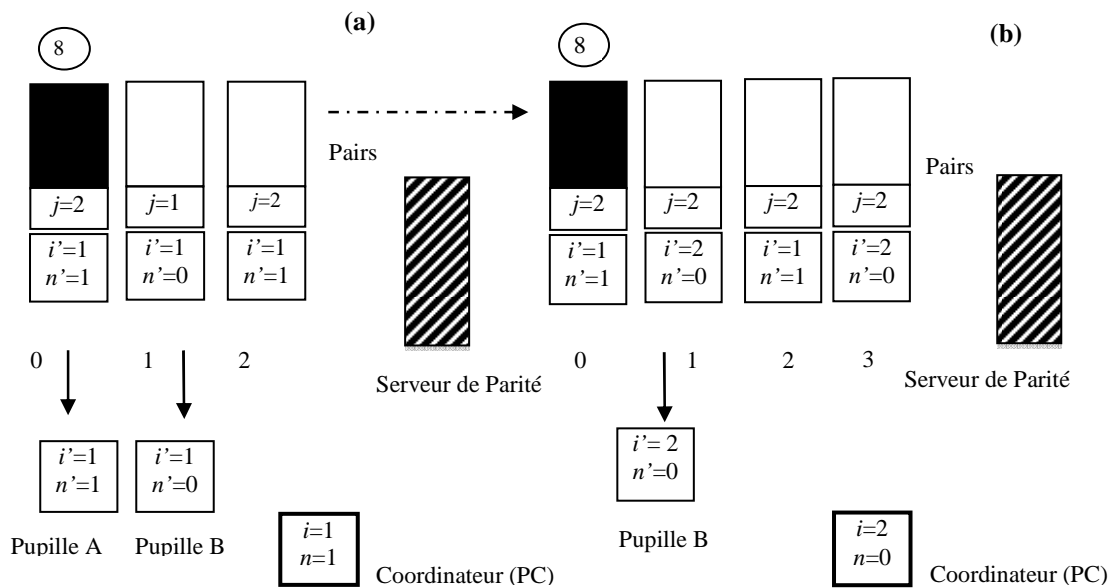 (a)
8
Pairs
j=2
j=1
j=2
i’=1
n’=1
i’=1
n’=0
i’=1
n’=1
0
1
2
Serveur de Parité
i’=1
n’=1
i’=1
n’=0
Pupille A
Pupille B
i=1
n=1
Coordinateur (PC)
(b)
8
Pairs
j=2
j=2
j=2
j=2
i’=1
n’=1
i’=2
n’=0
i’=1
n’=1
i’=2
n’=0
0
1
2
3
Serveur de Parité
i’= 2
n’=0
Pupille B
i=2
n=0
Coordinateur (PC)